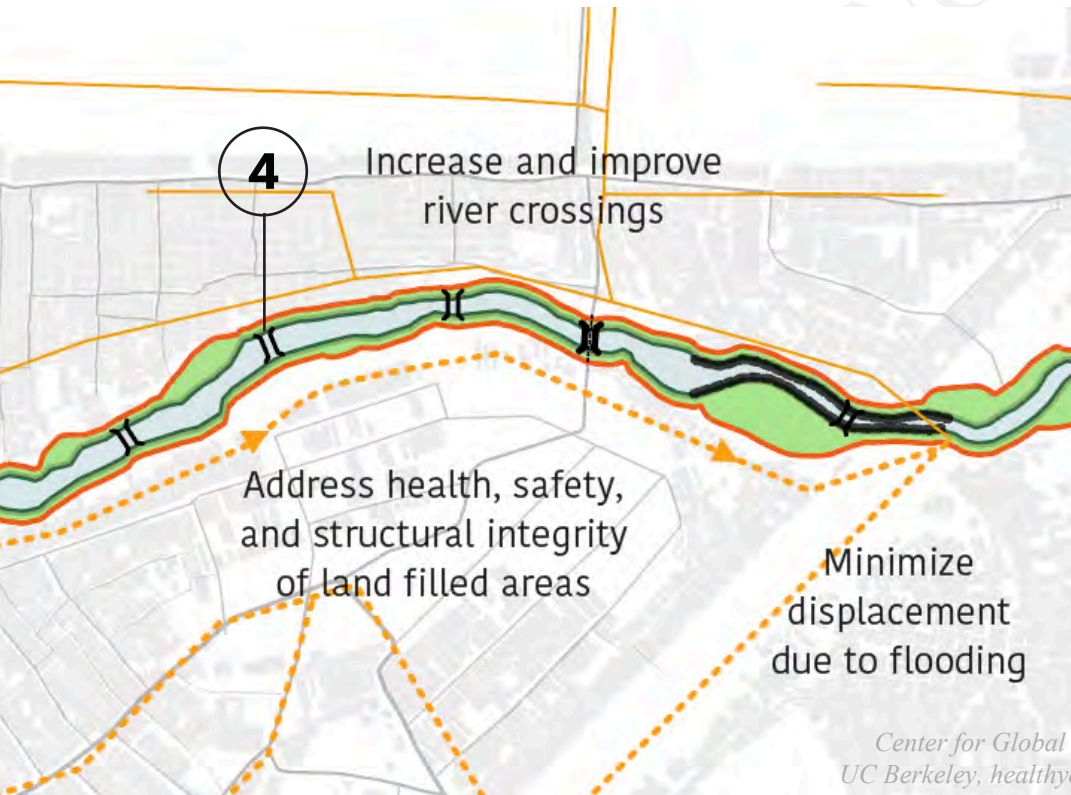 4
Increase and improve
river crossings
Address health, safety,
and structural integrity
of land filled areas
Minimize
displacement
due to flooding
Center for Global
UC Berkeley,